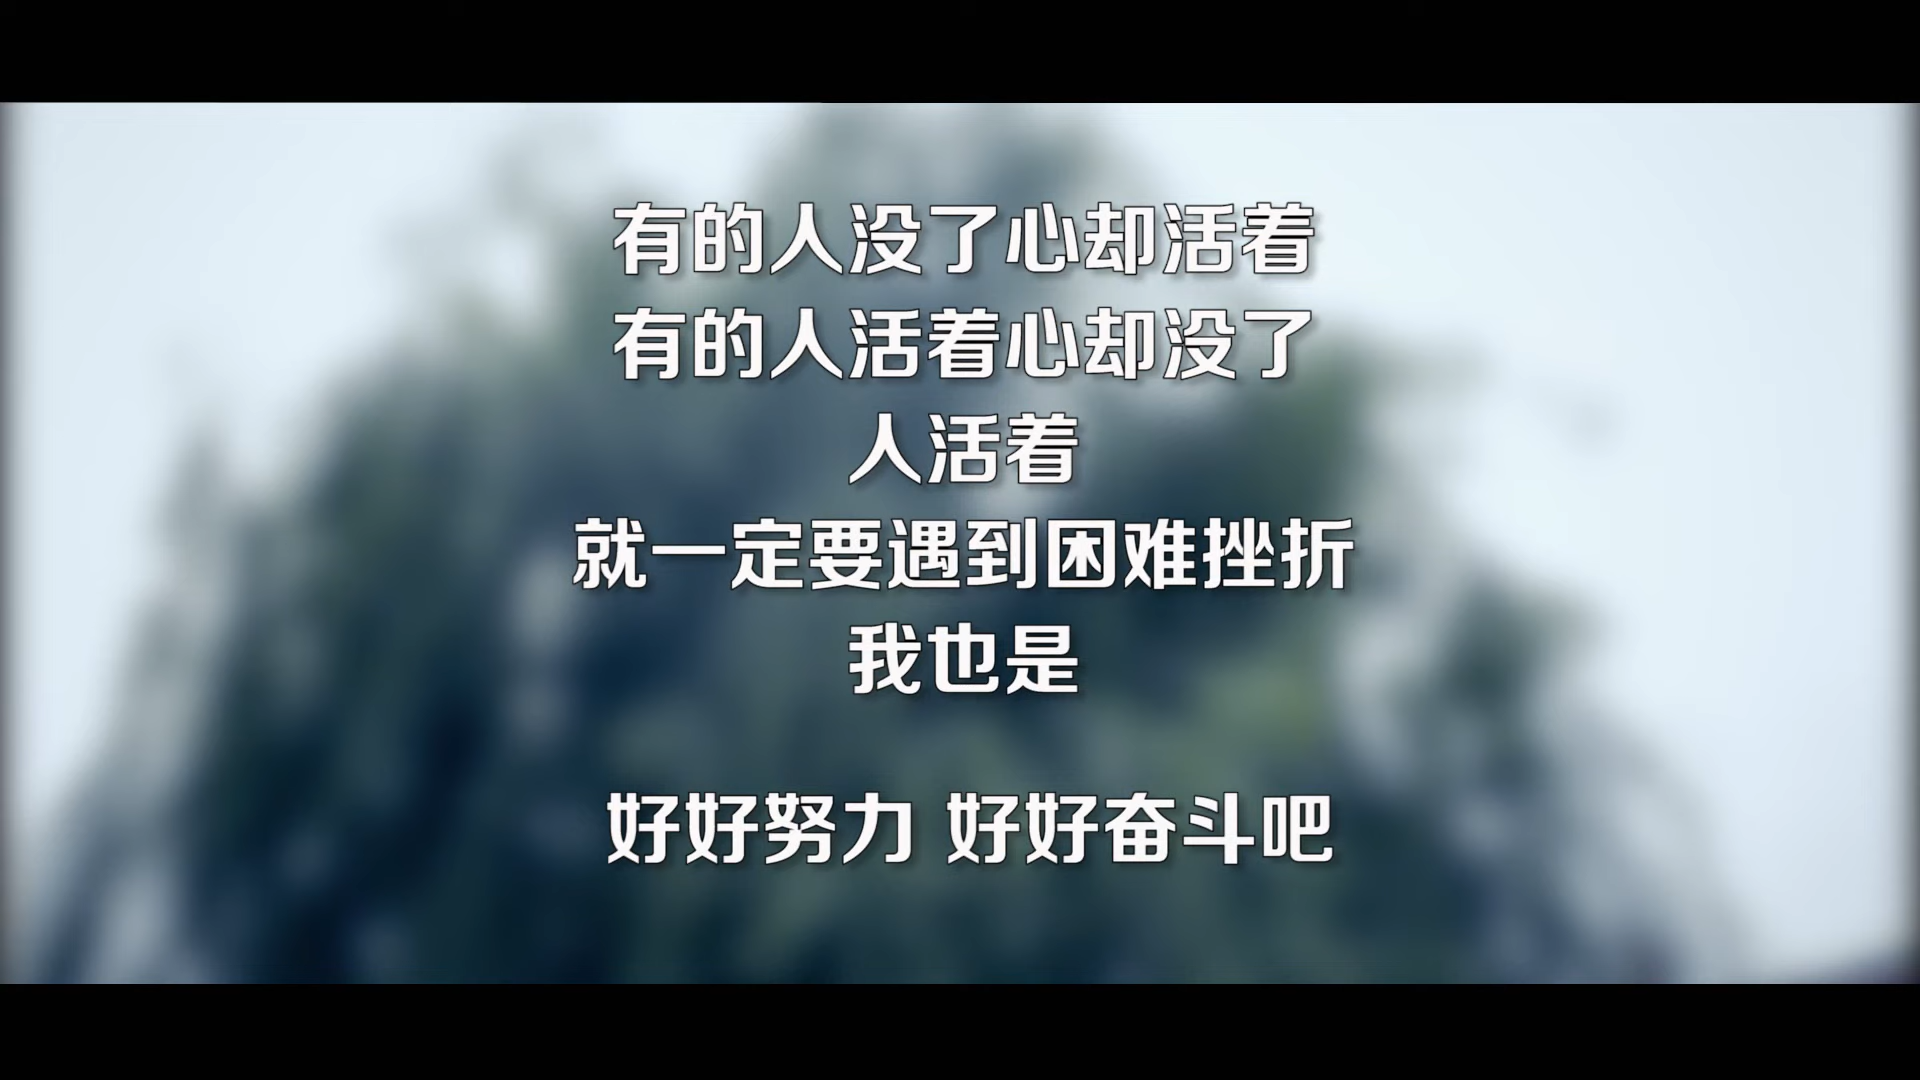 有的人没了心却活着
有的人活着心却没了
人活着
就一定要遇到困难挫折
我也是
好好努力 好好奋斗吧